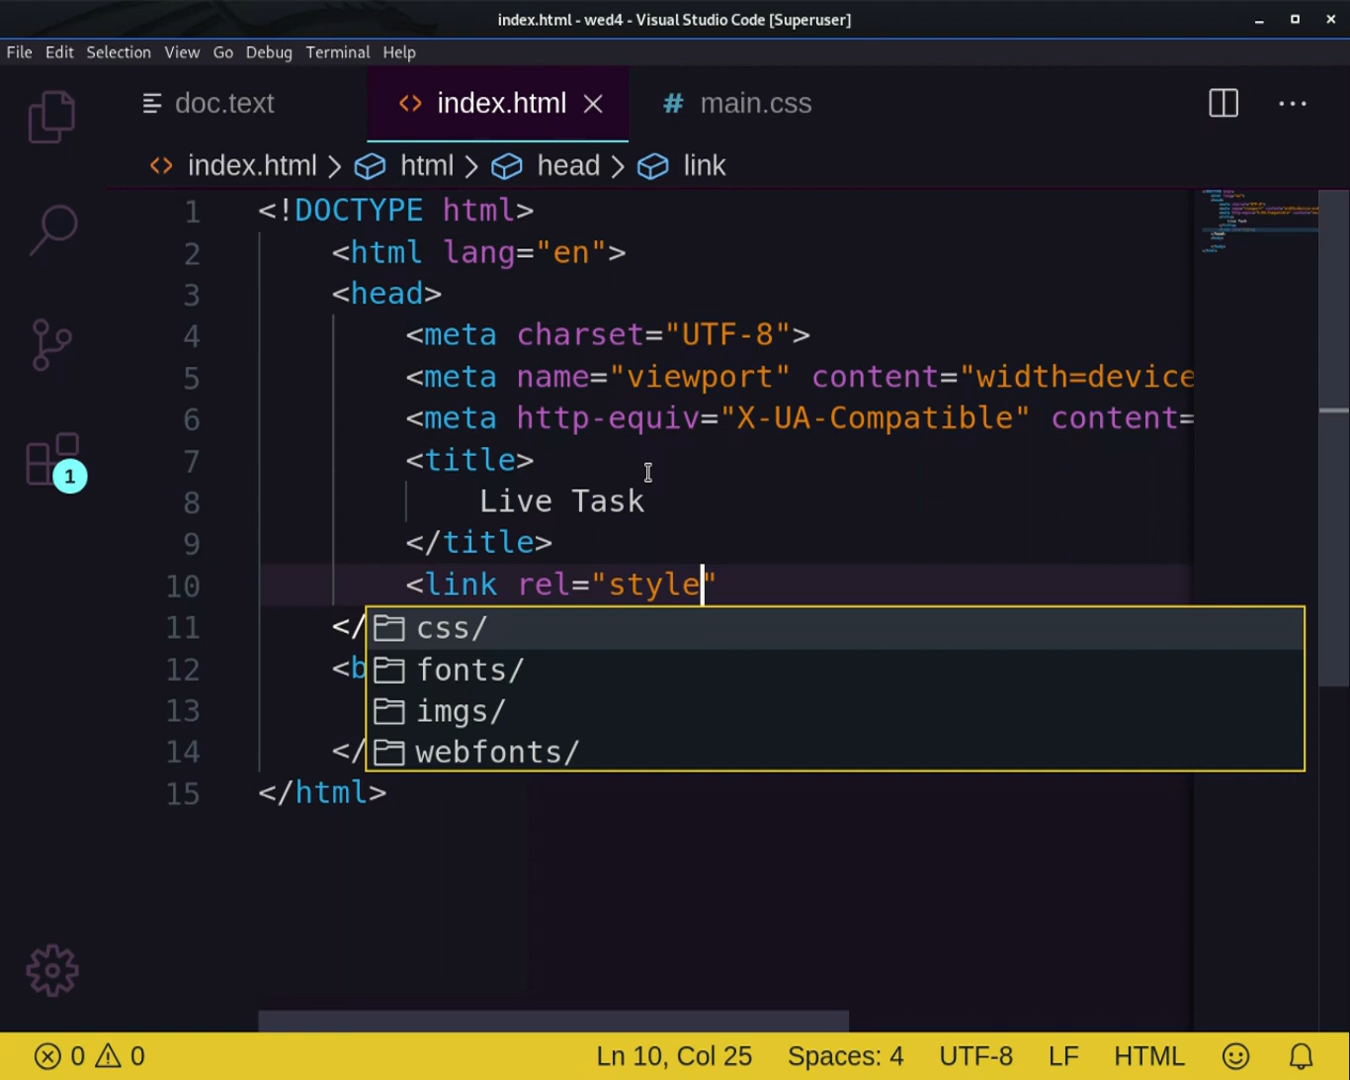 index.html - wed4 - Visual Studio Code [Superuser]
File Edit Selection View Go Debug Terminal Help
doc.text index.html # main.css
index.html > html > head > link
1 <!DOCTYPE html>
2 <html lang="en">
3 <head>
4 <meta charset="UTF-8">
5 <meta name="viewport" content="width=device
6 <meta http-equiv="X-UA-Compatible" content=
7 <title>
8 Live Task
9 </title>
10 <link rel="style"
11 </
css/
12 <b
fonts/
13
imgs/
14 </
webfonts/
15 </html>
1
0 0 Ln 10, Col 25 Spaces: 4 UTF-8 LF HTML